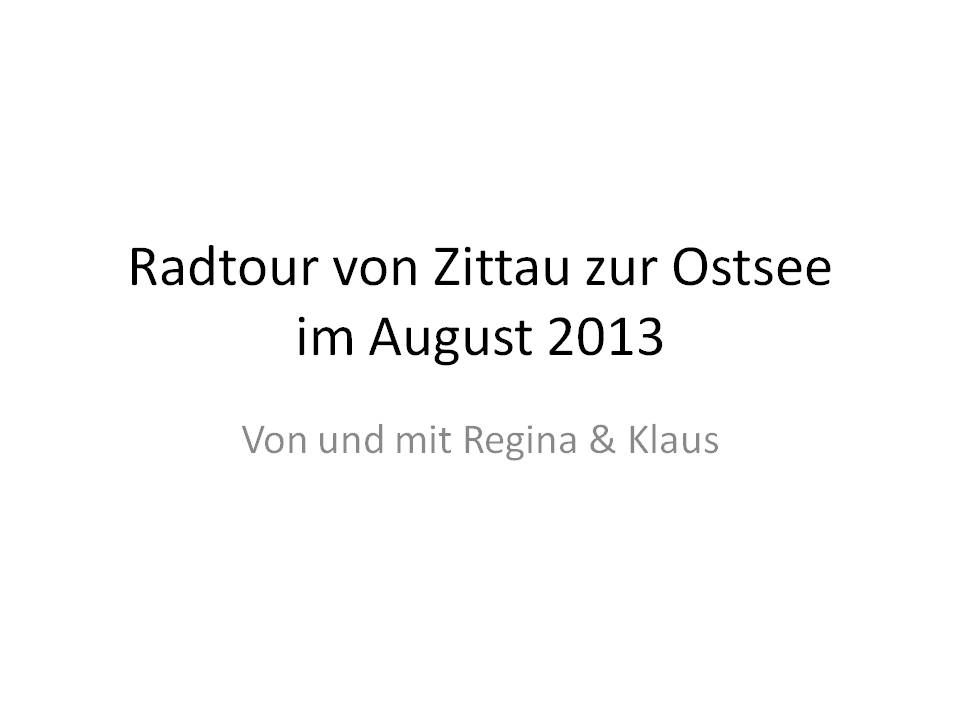 Radtour von Zittau zur Ostsee
im August 2013
Von und mit Regina & Klaus